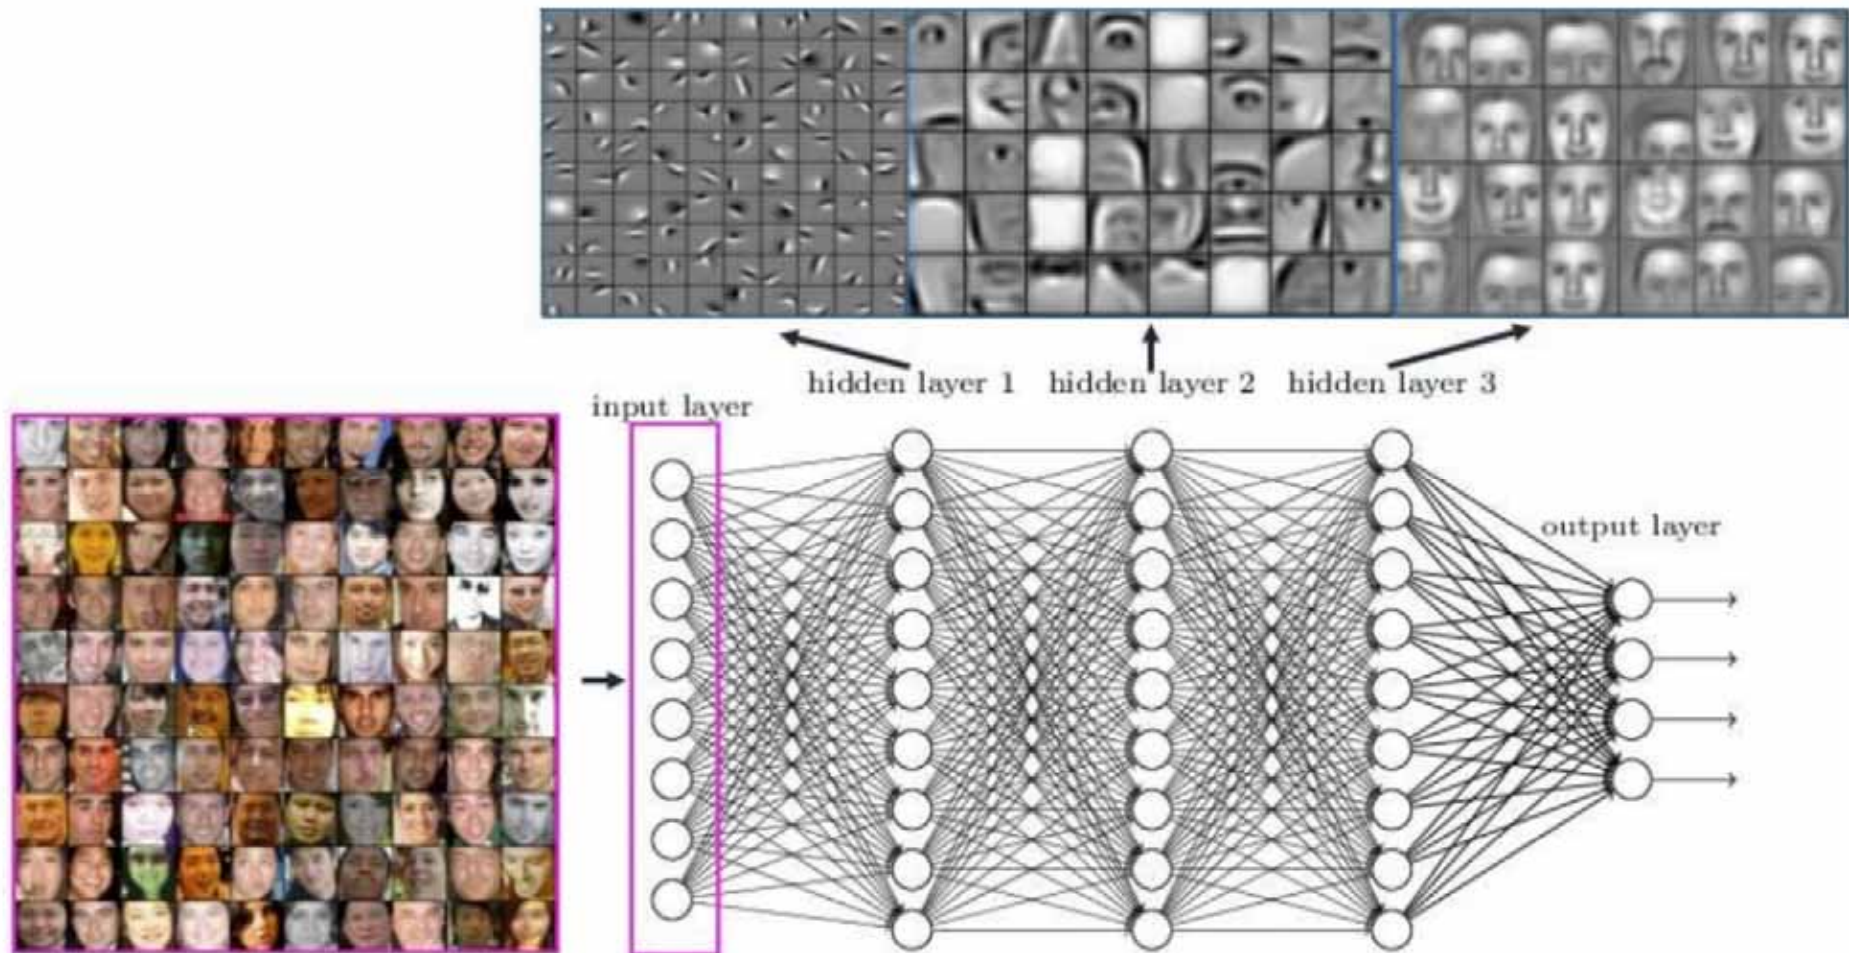 hidden layer 1
hidden layer 2
hidden layer 3
input layer
output layer